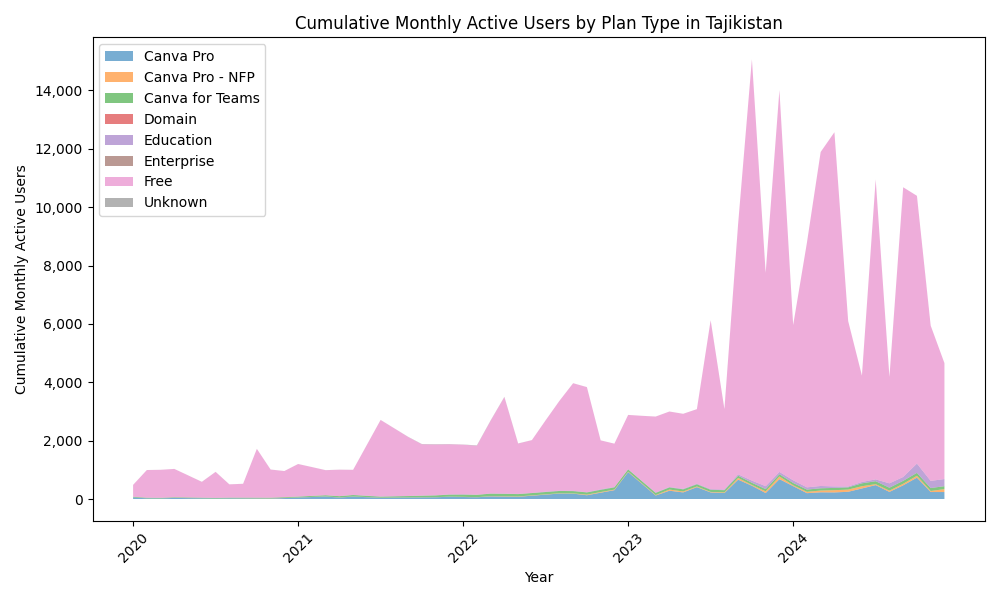 Cumulative Monthly Active Users by Plan Type in Tajikistan
Canva Pro
Canva Pro - NFP
Canva for Teams
Domain
Education
Enterprise
Free
Unknown
Cumulative Monthly Active Users
14,000
12,000
10,000
8,000
6,000
4,000
2,000
0
2020
2021
2022
2023
2024
Year